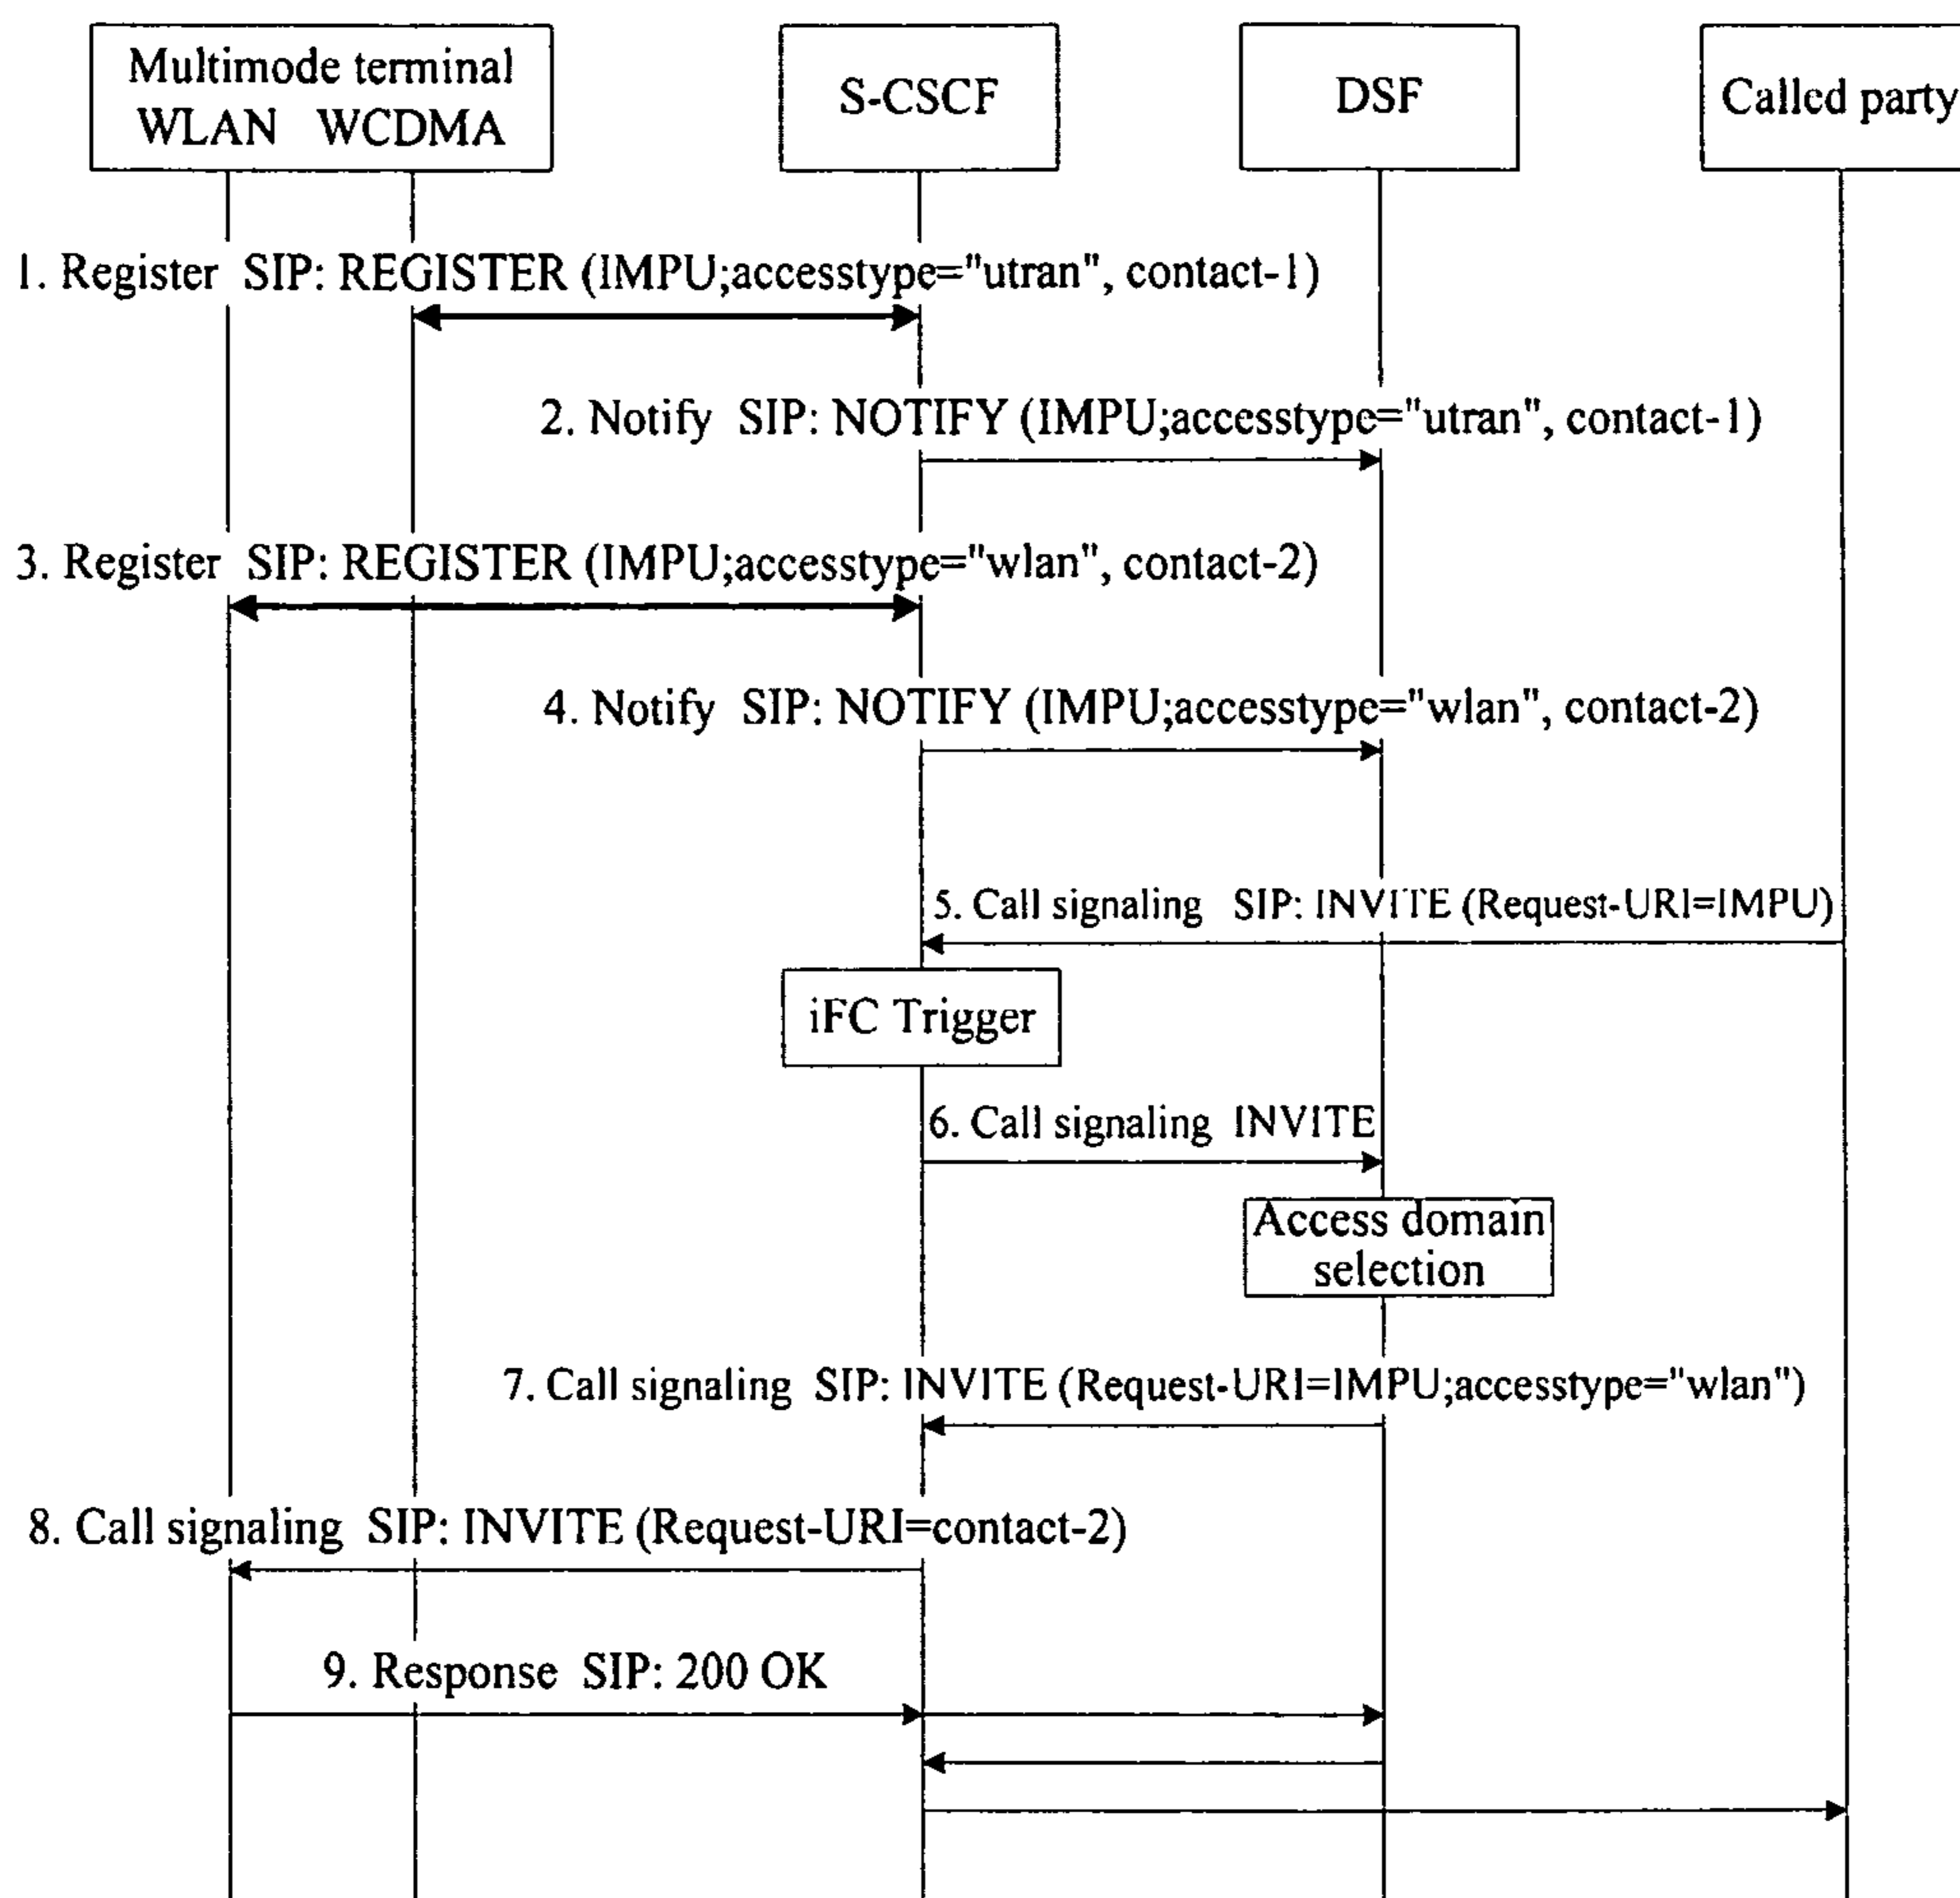 Multimode terminal
WLAN WCDMA
S-CSCF
DSF
Called party
1. Register SIP: REGISTER (IMPU;accesstype="utran", contact-1)
2. Notify SIP: NOTIFY (IMPU;accesstype="utran", contact-1)
3. Register SIP: REGISTER (IMPU;accesstype="wlan", contact-2)
4. Notify SIP: NOTIFY (IMPU;accesstype="wlan", contact-2)
5. Call signaling SIP: INVITE (Request-URI=IMPU)
iFC Trigger
6. Call signaling INVITE
Access domain
selection
7. Call signaling SIP: INVITE (Request-URI=IMPU;accesstype="wlan")
8. Call signaling SIP: INVITE (Request-URI=contact-2)
9. Response SIP: 200 OK